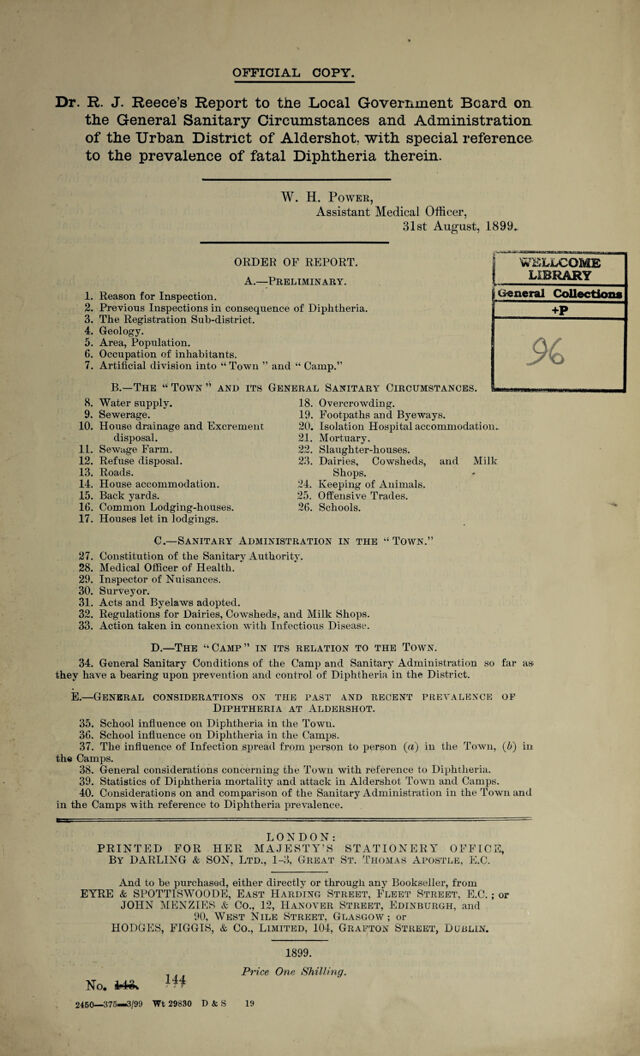 OFFICIAL COPY.
Dr. R. J. Reece's Report to the Local Government Board on
the General Sanitary Circumstances and Administration
of the Urban District of Aldershot, with special reference
to the prevalence of fatal Diphtheria therein.
W. H. POWER,
Assistant Medical Officer,
31st August, 1899.
WELLCOME
LIBRARY
General Collections
+P
96
ORDER OF REPORT.
A.—PRELIMINARY.
1. Reason for Inspection.
2. Previous Inspections in consequence of Diphtheria.
3. The Registration Sub-district.
4. Geology.
5. Area, Population.
6. Occupation of inhabitants.
7. Artificial division into "Town" and "Camp."
B.—THE "TOWN" AND ITS GENERAL SANITARY CIRCUMSTANCES.
8. Water supply.
9. Sewerage.
10. House drainage and Excrement
disposal.
11. Sewage Farm.
12. Refuse disposal.
13. Roads.
14. House accommodation.
15. Back yards.
16. Common Lodging-houses.
17. Houses let in lodgings.
18. Overcrowding.
19. Footpaths and Byeways.
20. Isolation Hospital accommodation.
21. Mortuary.
22. Slaughter-houses.
23. Dairies, Cowsheds, and Milk
Shops.
24. Keeping of Animals.
25. Offensive Trades.
26. Schools.
C.—SANITARY ADMINISTRATION IN THE "TOWN."
27. Constitution of the Sanitary Authority.
28. Medical Officer of Health.
29. Inspector of Nuisances.
30. Surveyor.
31. Acts and Byelaws adopted.
32. Regulations for Dairies, Cowsheds, and Milk Shops.
33. Action taken in connexion with Infectious Disease.
D.—THE "CAMP" IN ITS RELATION TO THE TOWN.
34. General Sanitary Conditions of the Camp and Sanitary Administration so far as
they have a bearing upon prevention and control of Diphtheria in the District.
E.—GENERAL CONSIDERATIONS ON THE PAST AND RECENT PREVALENCE OF
DIPHTHERIA AT ALDERSHOT.
35. School influence on Diphtheria in the Town.
36. School influence on Diphtheria in the Camps.
37. The influence of Infection spread from person to person (a) in the Town, (b) in
the Camps.
38. General considerations concerning the Town with reference to Diphtheria.
39. Statistics of Diphtheria mortality and attack in Aldershot Town and Camps.
40. Considerations on and comparison of the Sanitary Administration in the Town and
in the Camps with reference to Diphtheria prevalence.
LONDON:
PRINTED FOR HER MAJESTY'S STATIONERY OFFICE,
BY DARLING & SON, LTD., 1-3, GREAT ST. THOMAS APOSTLE, E.C.
And to be purchased, either directly or through any Bookseller, from
EYRE & SPOTTISWOODE, EAST HARDING STREET, FLEET STREET, E.C.; or
JOHN MENZIES & Co., 12, HANOVER STREET, EDINBURGH, and
90, WEST NILE STREET, GLASGOW; or
HODGES, FIGGIS, & Co., LIMITED, 104, GRAFTON STREET, DUBLIN.
1899.
Price One Shilling.
No. 143. 144
2450—375—3/99 Wt 29830 D & S 19